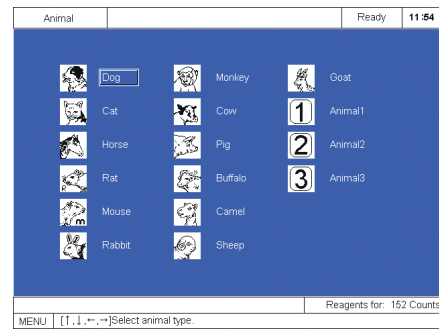 Animal Ready 11:54
Dog Monkey Goat
Cat Cow 1 Animal1
Horse Pig 2 Animal2
Rat Buffalo 3 Animal3
m Mouse Camel
Rabbit Sheep
Reagents for: 152 Counts
MENU [↑,↓,←,→]Select animal type.